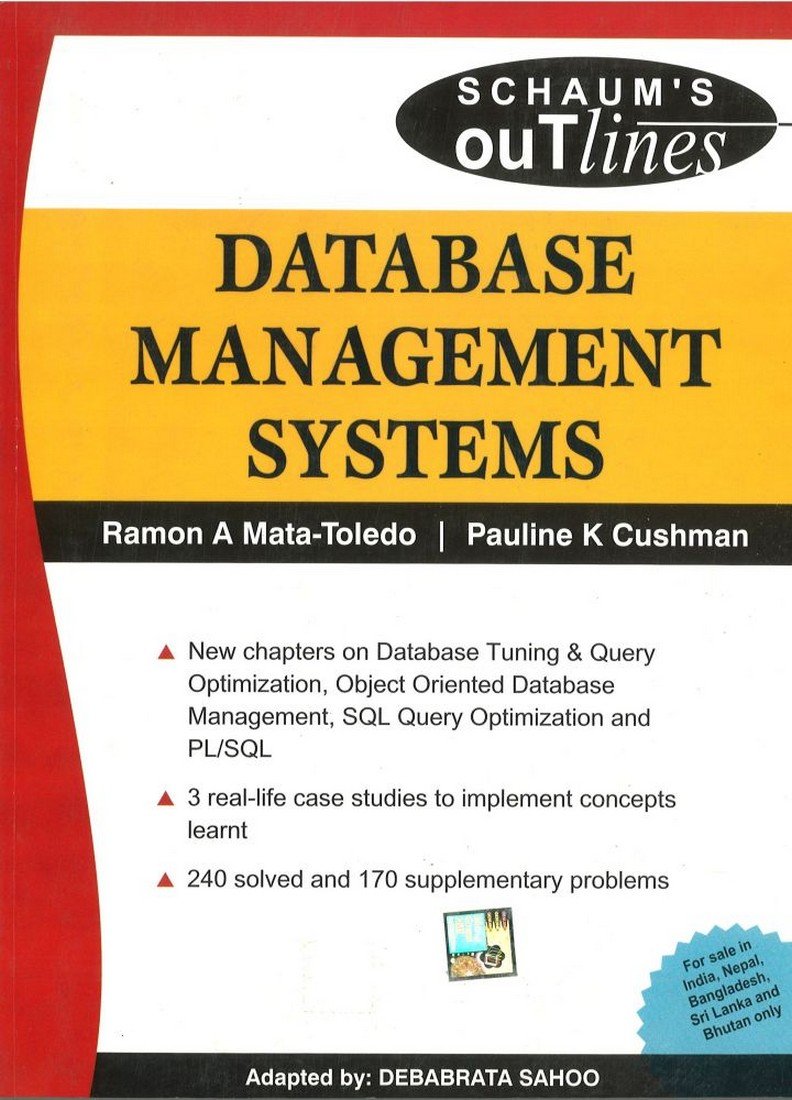 SCHAUM'S
ouTlines
DATABASE
MANAGEMENT
SYSTEMS
Ramon A Mata-Toledo | Pauline K Cushman
New chapters on Database Tuning & Query
Optimization, Object Oriented Database
Management, SQL Query Optimization and
PL/SQL
3 real-life case studies to implement concepts
learnt
240 solved and 170 supplementary problems
For sale in
India, Nepal,
Bangladesh,
Sri Lanka and
Bhutan only
Adapted by: DEBABRATA SAHOO